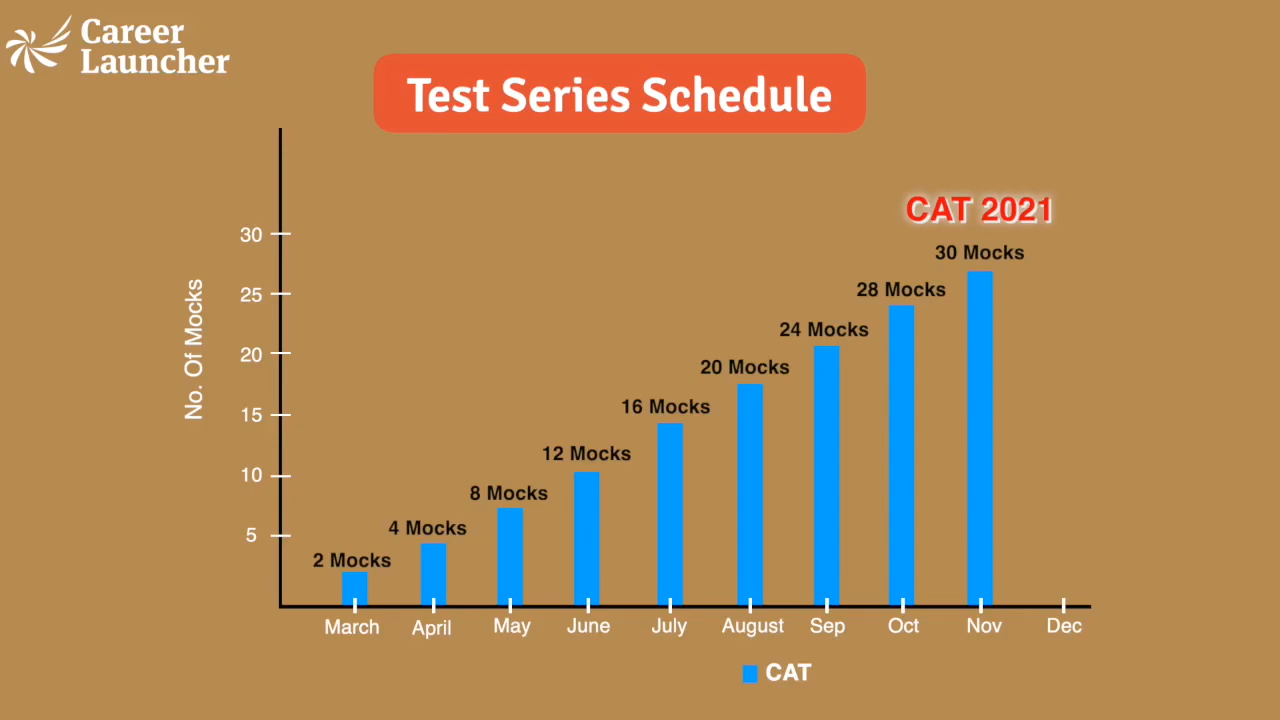 Career
Launcher
Test Series Schedule
CAT 2021
30 Mocks
28 Mocks
24 Mocks
20 Mocks
16 Mocks
12 Mocks
8 Mocks
4 Mocks
2 Mocks
No. Of Mocks
30
25
20
15
10
5
March April May June July August Sep Oct Nov Dec
CAT